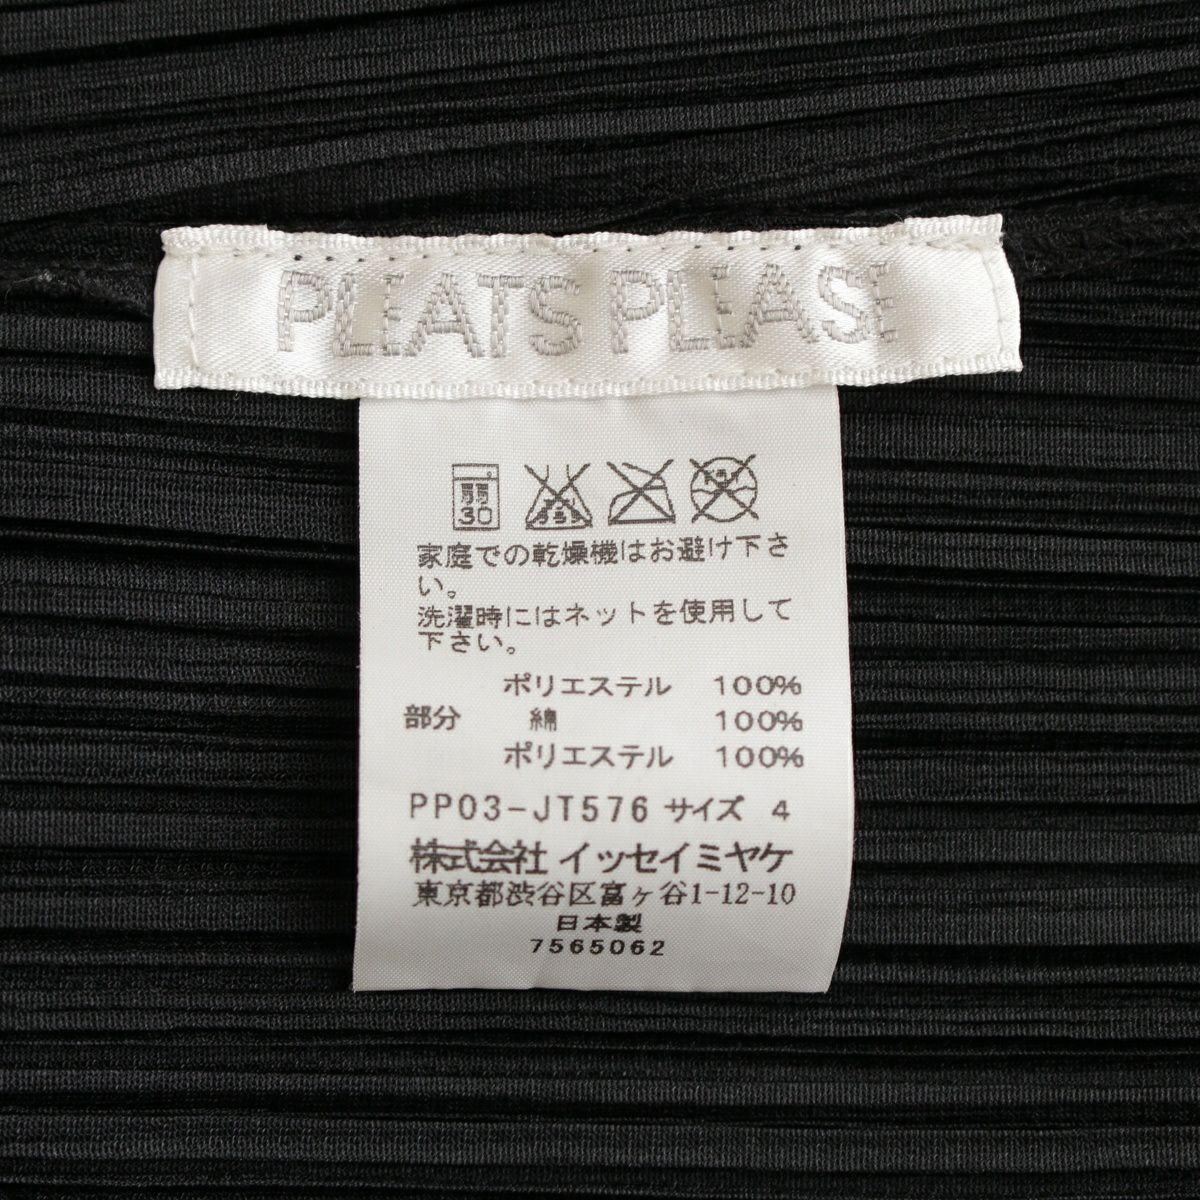 PLEATS PLEASE
弱
30
家庭での乾燥機はお避け下さ
い。
洗濯時にはネットを使用して
下さい。
ポリエステル 100%
部分 綿 100%
ポリエステル 100%
PP03-JT576 サイズ 4
株式会社 イッセイミヤケ
東京都渋谷区富ヶ谷1-12-10
日本製
7565062